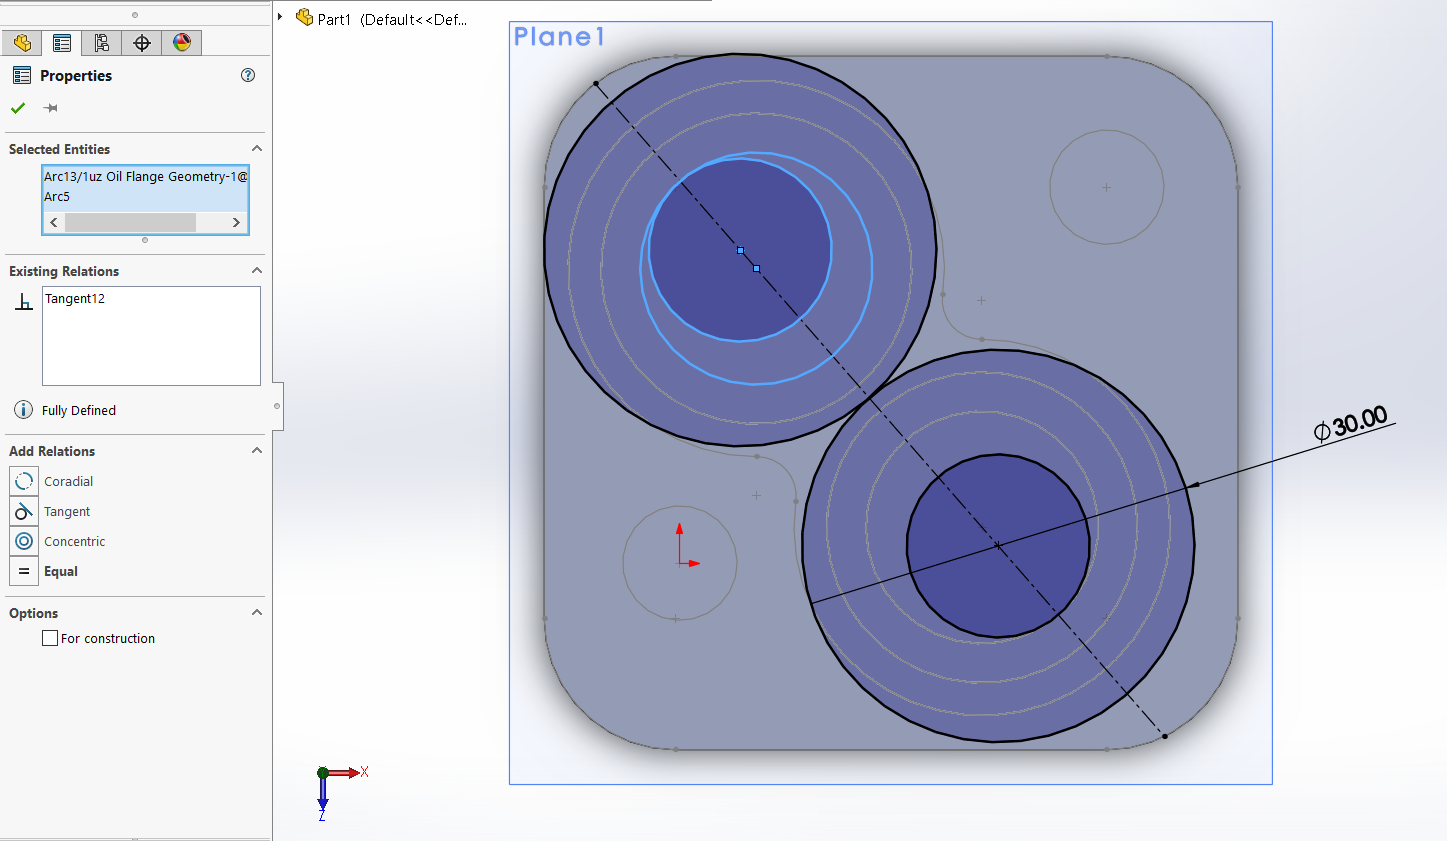 Part1 (Default<<Def...
Properties
Selected Entities
Arc13/1uz Oil Flange Geometry-1@
Arc5
Existing Relations
Tangent12
Fully Defined
Add Relations
Coradial
Tangent
Concentric
Equal
Options
For construction
Plane1
∅30.00
X
Z